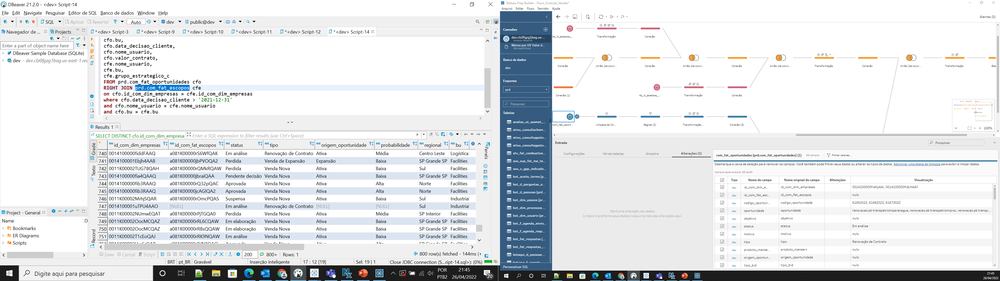 DBeaver 21.2.0 - <dev> Script-14
File Edit Navigate Pesquisar Editor de SQL Banco de dados Window Help
SQL Aplicar Reverter Auto dev public@dev
Navegador de ... Projects
Enter a part of object name here
DBeaver Sample Database (SQLite)
dev - dev.clz0fgzg1bag.us-east-1.rec
*<dev> Script-3 *<dev> Script-9 *<dev> Script-10 *<dev> Script-11 *<dev> Script-12 *<dev> Script-14
cfo.bu,
cfo.data_decisao_cliente,
cfo.nome_usuario,
cfo.valor_contrato,
cfe.nome_usuario,
cfe.bu,
cfe.grupo_estrategico_c
FROM prd.com_fat_oportunidades cfo
RIGHT JOIN prd.com_fat_escopos cfe
on cfo.id_com_dim_empresas = cfe.id_com_dim_empresas
where cfo.data_decisao_cliente > '2021-12-31'
and cfo.nome_usuario = cfe.nome_usuario
and cfo.bu = cfe.bu
Results 1
SELECT DISTINCT cfo.id_com_dim_empresa: Enter a SQL expression to filter results (use Ctrl+Space)
Grade
Texto
Record
Panels
id_com_dim_empresas id_com_fat_escopos status tipo origem_oportunidade probabilidade regional bu
740 0014100000fiddFAAQ a081K00000rS6WfQAK Em análise Renovação de Contrato Ativa Média Centro Leste Logística
741 00141000001Ebjh4AAB a081K00000jbPVOQA2 Perdida Venda de Expansão Expansão Baixa SP Grande SP Facilities
742 0011K00002TUG78QAH a081K00000rQMkRQAW Perdida Venda Nova Ativa Baixa Sul Facilities
743 0014100000fia4QAAQ a081K00000jbraiQAA Pendente decisão Venda Nova Ativa Baixa SP Grande SP Facilities
744 0014100000fib3RAAQ a081K00000rQ32pQAC Aprovada Venda Nova Ativa Alta Norte Facilities
745 0014100000fib3RAAQ a081K00000jcAGIQA2 Aprovada Venda Nova Ativa Alta Norte Facilities
746 0011K00002MrhjSQAR a081K00000rOmcPQAS Suspensa Venda Nova Ativa Baixa Sul Industrial
747 0014100001uTPU4AAO [NULL] Em análise Renovação de Contrato [NULL] [NULL] Sul Industrial
748 0011K00002NUmwEQAT a081K00000rPjTGQA0 Perdida Venda Nova Ativa Média SP Interior Facilities
749 0011K00002OocMCQAZ a081K00000rRL6CQAW Em elaboração Venda Nova Ativa Baixa SP Grande SP Facilities
750 0011K00002OocMCQAZ a081K00000rRBsQQAW Em elaboração Venda Nova Ativa Baixa SP Grande SP Facilities
751 0011K00002T1cEoQAJ a081K00000rRK9NQAW Em análise Venda Nova Ativa Baixa SP Grande SP Facilities
Save Cancel Script 200 800+ Rows: 1 800 row(s) fetched - 144ms (+
BRT pt_BR Gravável Inserção inteligente 17 : 12 [19] Sel: 19 | 1 Close JDBC connection (S...ript-14.sql>): (0%)
Project - General
Name D
Bookmarks
ER Diagrams
Scripts
Digite aqui para pesquisar
POR
PTB2
21:45
26/04/2022
20
Tableau Prep Builder - Fluxo_Forecast_Vendas*
Arquivo Editar Fluxo Servidor Ajuda
Alertas (0)
Conexões
dev.clz0fgzg1bag.us-...
Amazon Redshift
Metas por UV Valor d...
Microsoft Excel
Banco de dados
dev
Esquema
prd
Pesquisar
Tabelas
analise_ut_sesmet_...
ativu_consultacham...
ativu_consultagasto...
ativu_consultagasto...
atv_fat_combustive...
aux_sup_fat_me_te...
aux_v_gpp_indicado...
bot_aceite_termo (p...
bot_d_perguntas_e...
bot_d_pessoas (prd....
bot_dim_passos (pr...
bot_dim_processos ...
bot_dim_usuario (pr...
bot_f_agenda_envio...
bot_f_agenda_resp...
bot_fat_respostas (...
bot_fat_respostas_...
botaqui_d_pessoas ...
botaqui_f_agenda...
Personalizar SQL
tb_it_acessos_... Transformação Conexão
Conexão União (de colun... Conexão União (de colun... Conexão União (de colun... Transformação Conexão União (de colun... Transformação Bas
Conexão (1) tb_it_acessos_... Transformação Conexão
com_fat_oport... Limpeza de Col... Regras (2) Transformação... Conexão (3)
100%
Entrada
Pesquisar
Configurações Várias tabelas Amostra Alterações (0)
Nenhuma alteração nos dados.
Limpe e transforme seus dados e veja uma lista das alterações aqui.
com_fat_oportunidades (prd.com_fat_oportunidades) (1) 69 campos Filtrar valores...
Desmarque a caixa de seleção para remover os campos. Você também pode filtrar seus dados ou alterar os tipos de dados. Adicionar uma etapa de limpeza para exibir e limpar dados.
Campos selecionados: 69 de 69
Tipo Nome do campo Nome original do campo Alterações Visualização
Abc id_com_dim_e... id_com_dim_empresas 0014100000fidKpAAI, 0014100000fidLHAAY
Abc id_com_fat_esc... id_com_fat_escopos nulo
Abc codigo_oportun... codigo_oportunidade 61652022, 61662022, 61672022
Abc oportunidade oportunidade renovacao pb transpetromiparanagua, renovacao pb transpetromiprsc, renovacao pb transp...
Abc objetivo objetivo nulo
Abc status status Em análise
Abc motivo motivo nulo
Abc tipo tipo Renovação de Contrato
Abc produto_manse... produto_manserv nulo
Abc origem_oportun... origem_oportunidade nulo
Abc tipo_bid tipo_bid nulo
21:45
26/04/2022